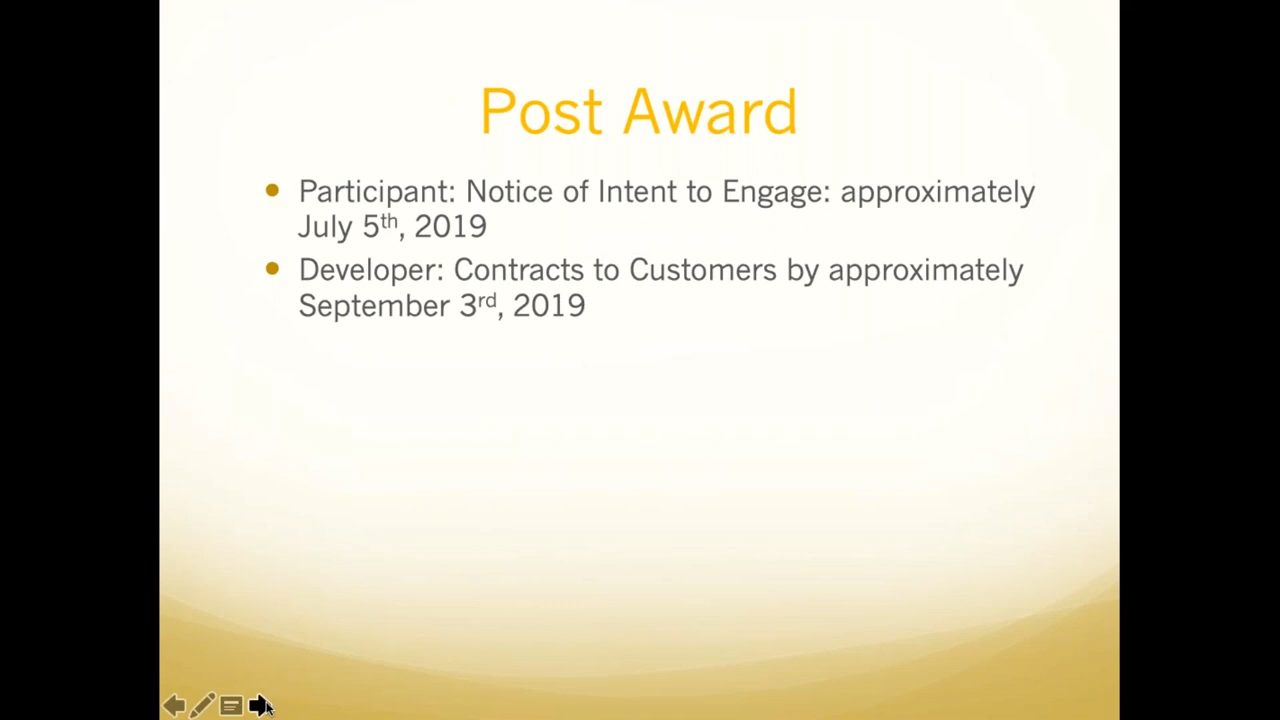 Post Award
Participant: Notice of Intent to Engage: approximately
July 5th, 2019
Developer: Contracts to Customers by approximately
September 3rd, 2019